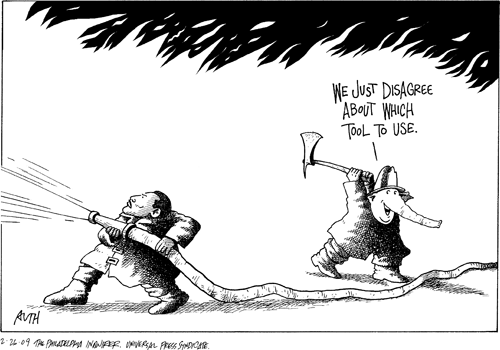 WE JUST DISAGREE
ABOUT WHICH
TOOL TO USE.
AUTH
2·26·09 THE PHILADELPHIA INQUIRER. UNIVERSAL PRESS SYNDICATE.